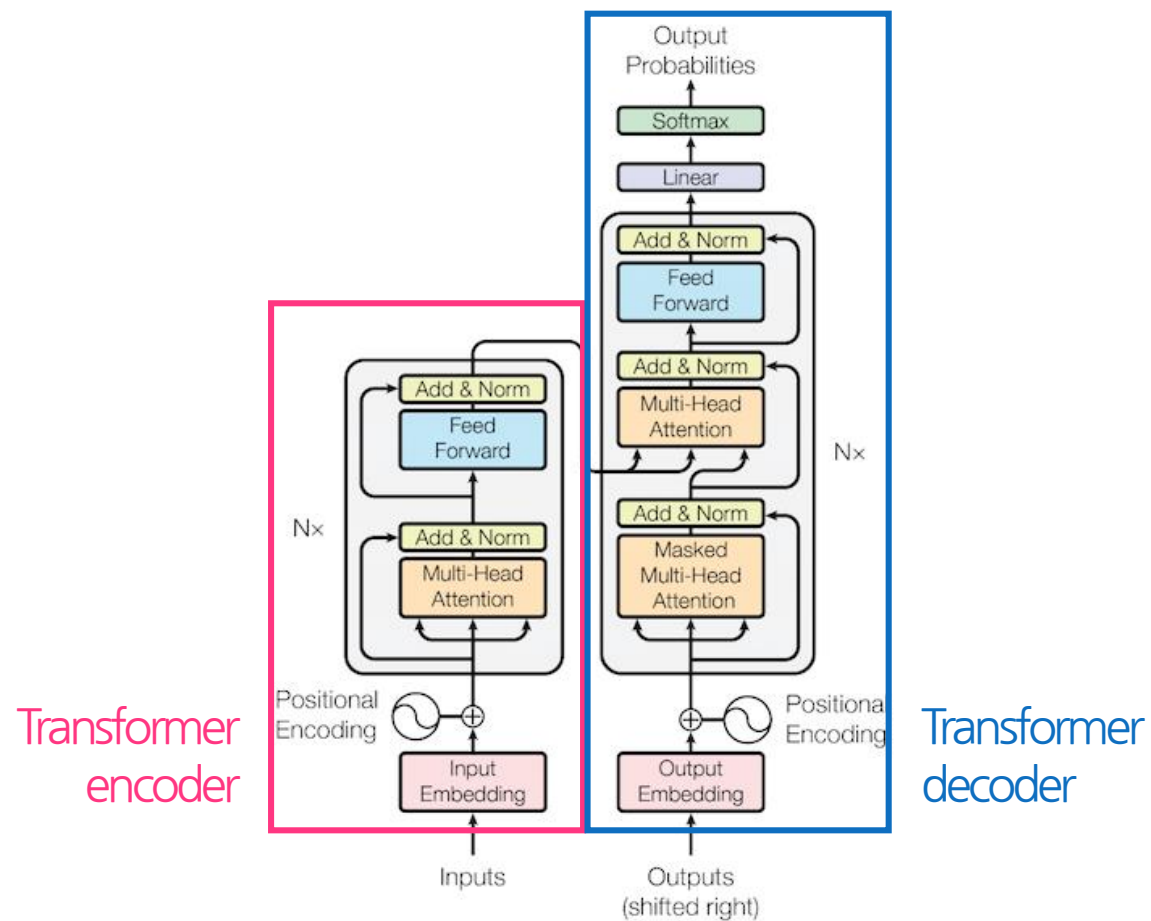 Output
Probabilities
Softmax
Linear
Add & Norm
Feed
Forward
Add & Norm
Multi-Head
Attention
Nx
Add & Norm
Masked
Multi-Head
Attention
Add & Norm
Feed
Forward
Nx
Add & Norm
Multi-Head
Attention
Positional
Encoding
Positional
Encoding
Transformer
encoder
Transformer
decoder
Input
Embedding
Output
Embedding
Inputs
Outputs
(shifted right)